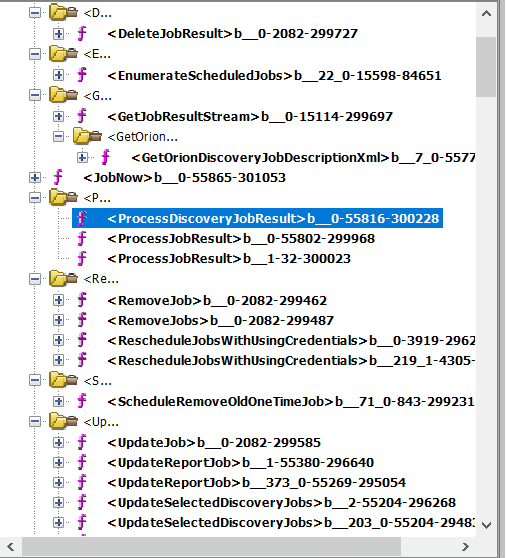 <D...
<DeleteJobResult>b__0-2082-299727
<E...
<EnumerateScheduledJobs>b__22_0-15598-84651
<G...
<GetJobResultStream>b__0-15114-299697
<GetOrion...
<GetOrionDiscoveryJobDescriptionXml>b__7_0-5577
<JobNow>b__0-55865-301053
<P...
<ProcessDiscoveryJobResult>b__0-55816-300228
<ProcessJobResult>b__0-55802-299968
<ProcessJobResult>b__1-32-300023
<Re...
<RemoveJob>b__0-2082-299462
<RemoveJobs>b__0-2082-299487
<RescheduleJobsWithUsingCredentials>b__0-3919-2962
<RescheduleJobsWithUsingCredentials>b__219_1-4305-
<S...
<ScheduleRemoveOldOneTimeJob>b__71_0-843-299231
<Up...
<UpdateJob>b__0-2082-299585
<UpdateReportJob>b__1-55380-296640
<UpdateReportJob>b__373_0-55269-295054
<UpdateSelectedDiscoveryJobs>b__2-55204-296268
<UpdateSelectedDiscoveryJobs>b__203_0-55204-29483